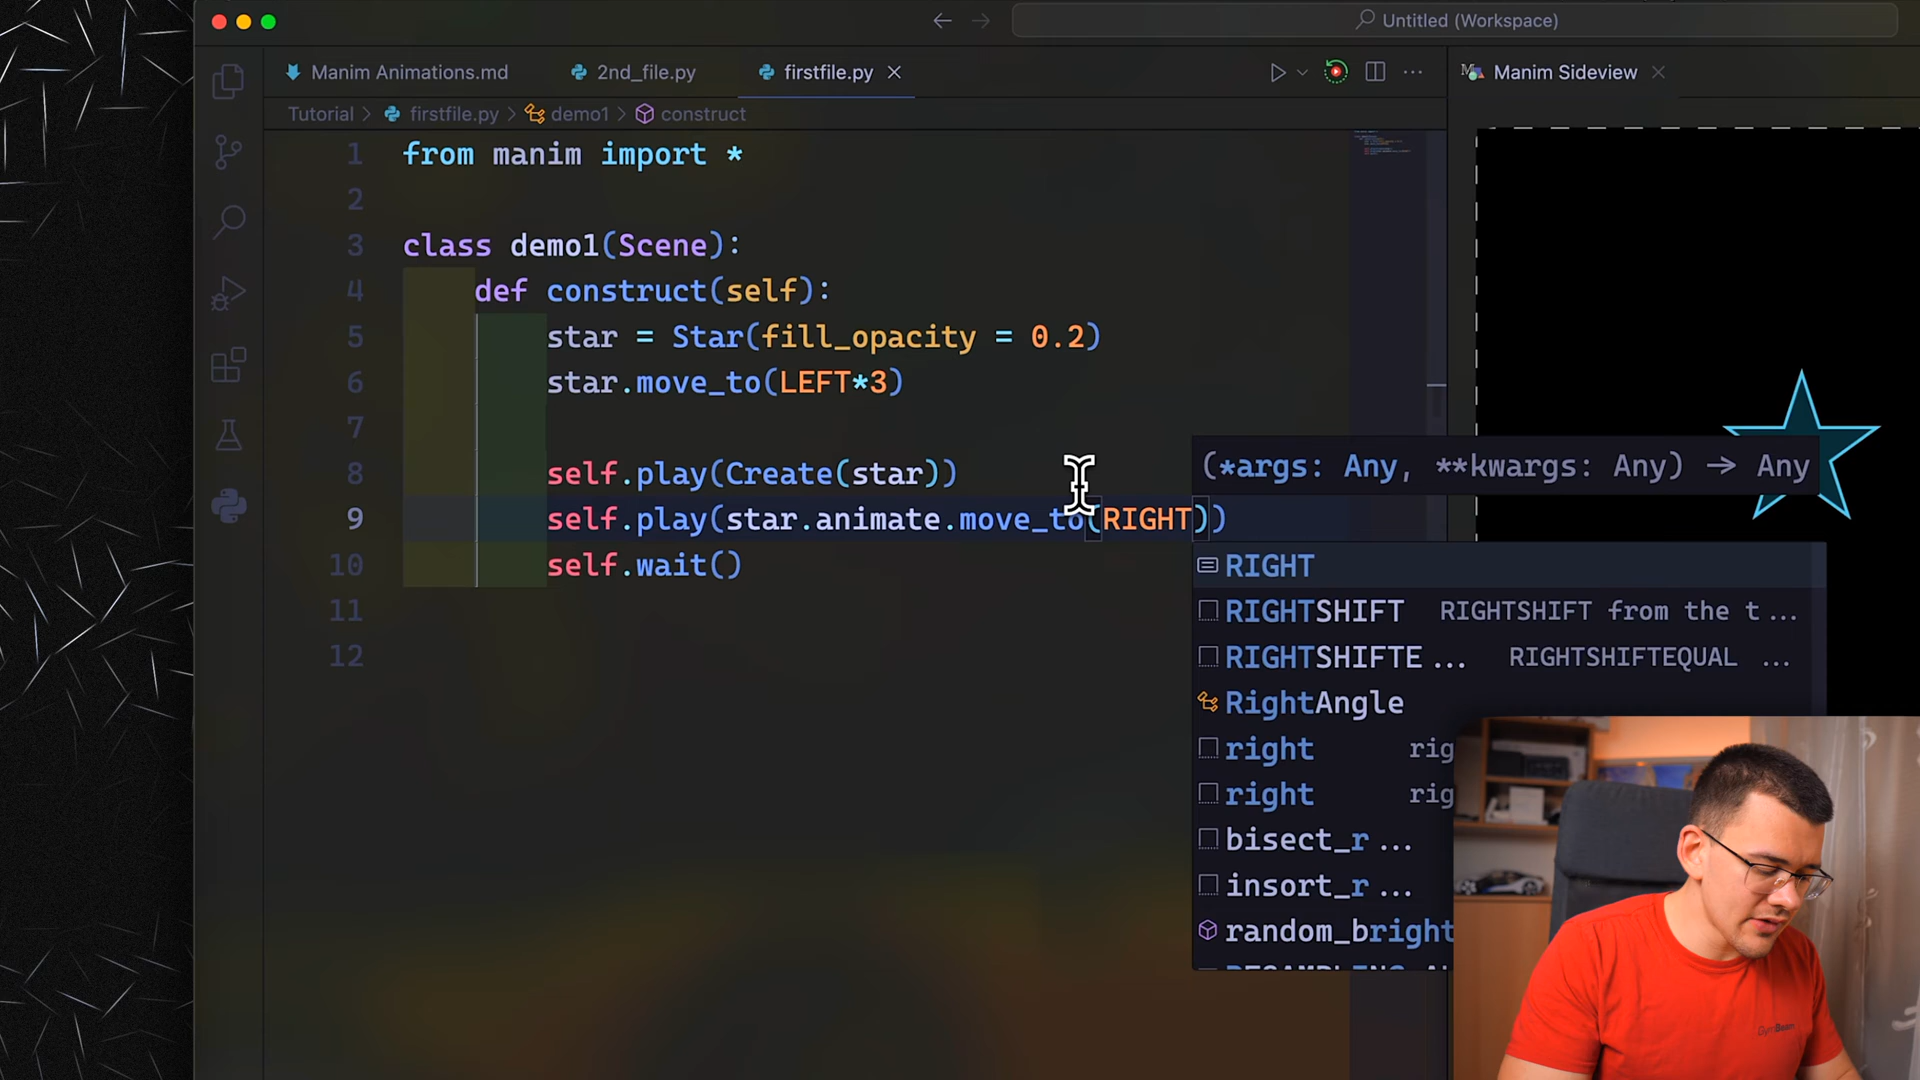 Untitled (Workspace)
Manim Animations.md
2nd_file.py
firstfile.py
Manim Sideview
Tutorial > firstfile.py > demo1 > construct
1 from manim import *
2
3 class demo1(Scene):
4 def construct(self):
5 star = Star(fill_opacity = 0.2)
6 star.move_to(LEFT*3)
7
8 self.play(Create(star))
(*args: Any, **kwargs: Any) → Any
9 self.play(star.animate.move_to(RIGHT))
10 self.wait()
11
12
RIGHT
RIGHTSHIFT RIGHTSHIFT from the t...
RIGHTSHIFTE... RIGHTSHIFTEQUAL ...
RightAngle
right rig
right rig
bisect_r...
insort_r...
random_bright